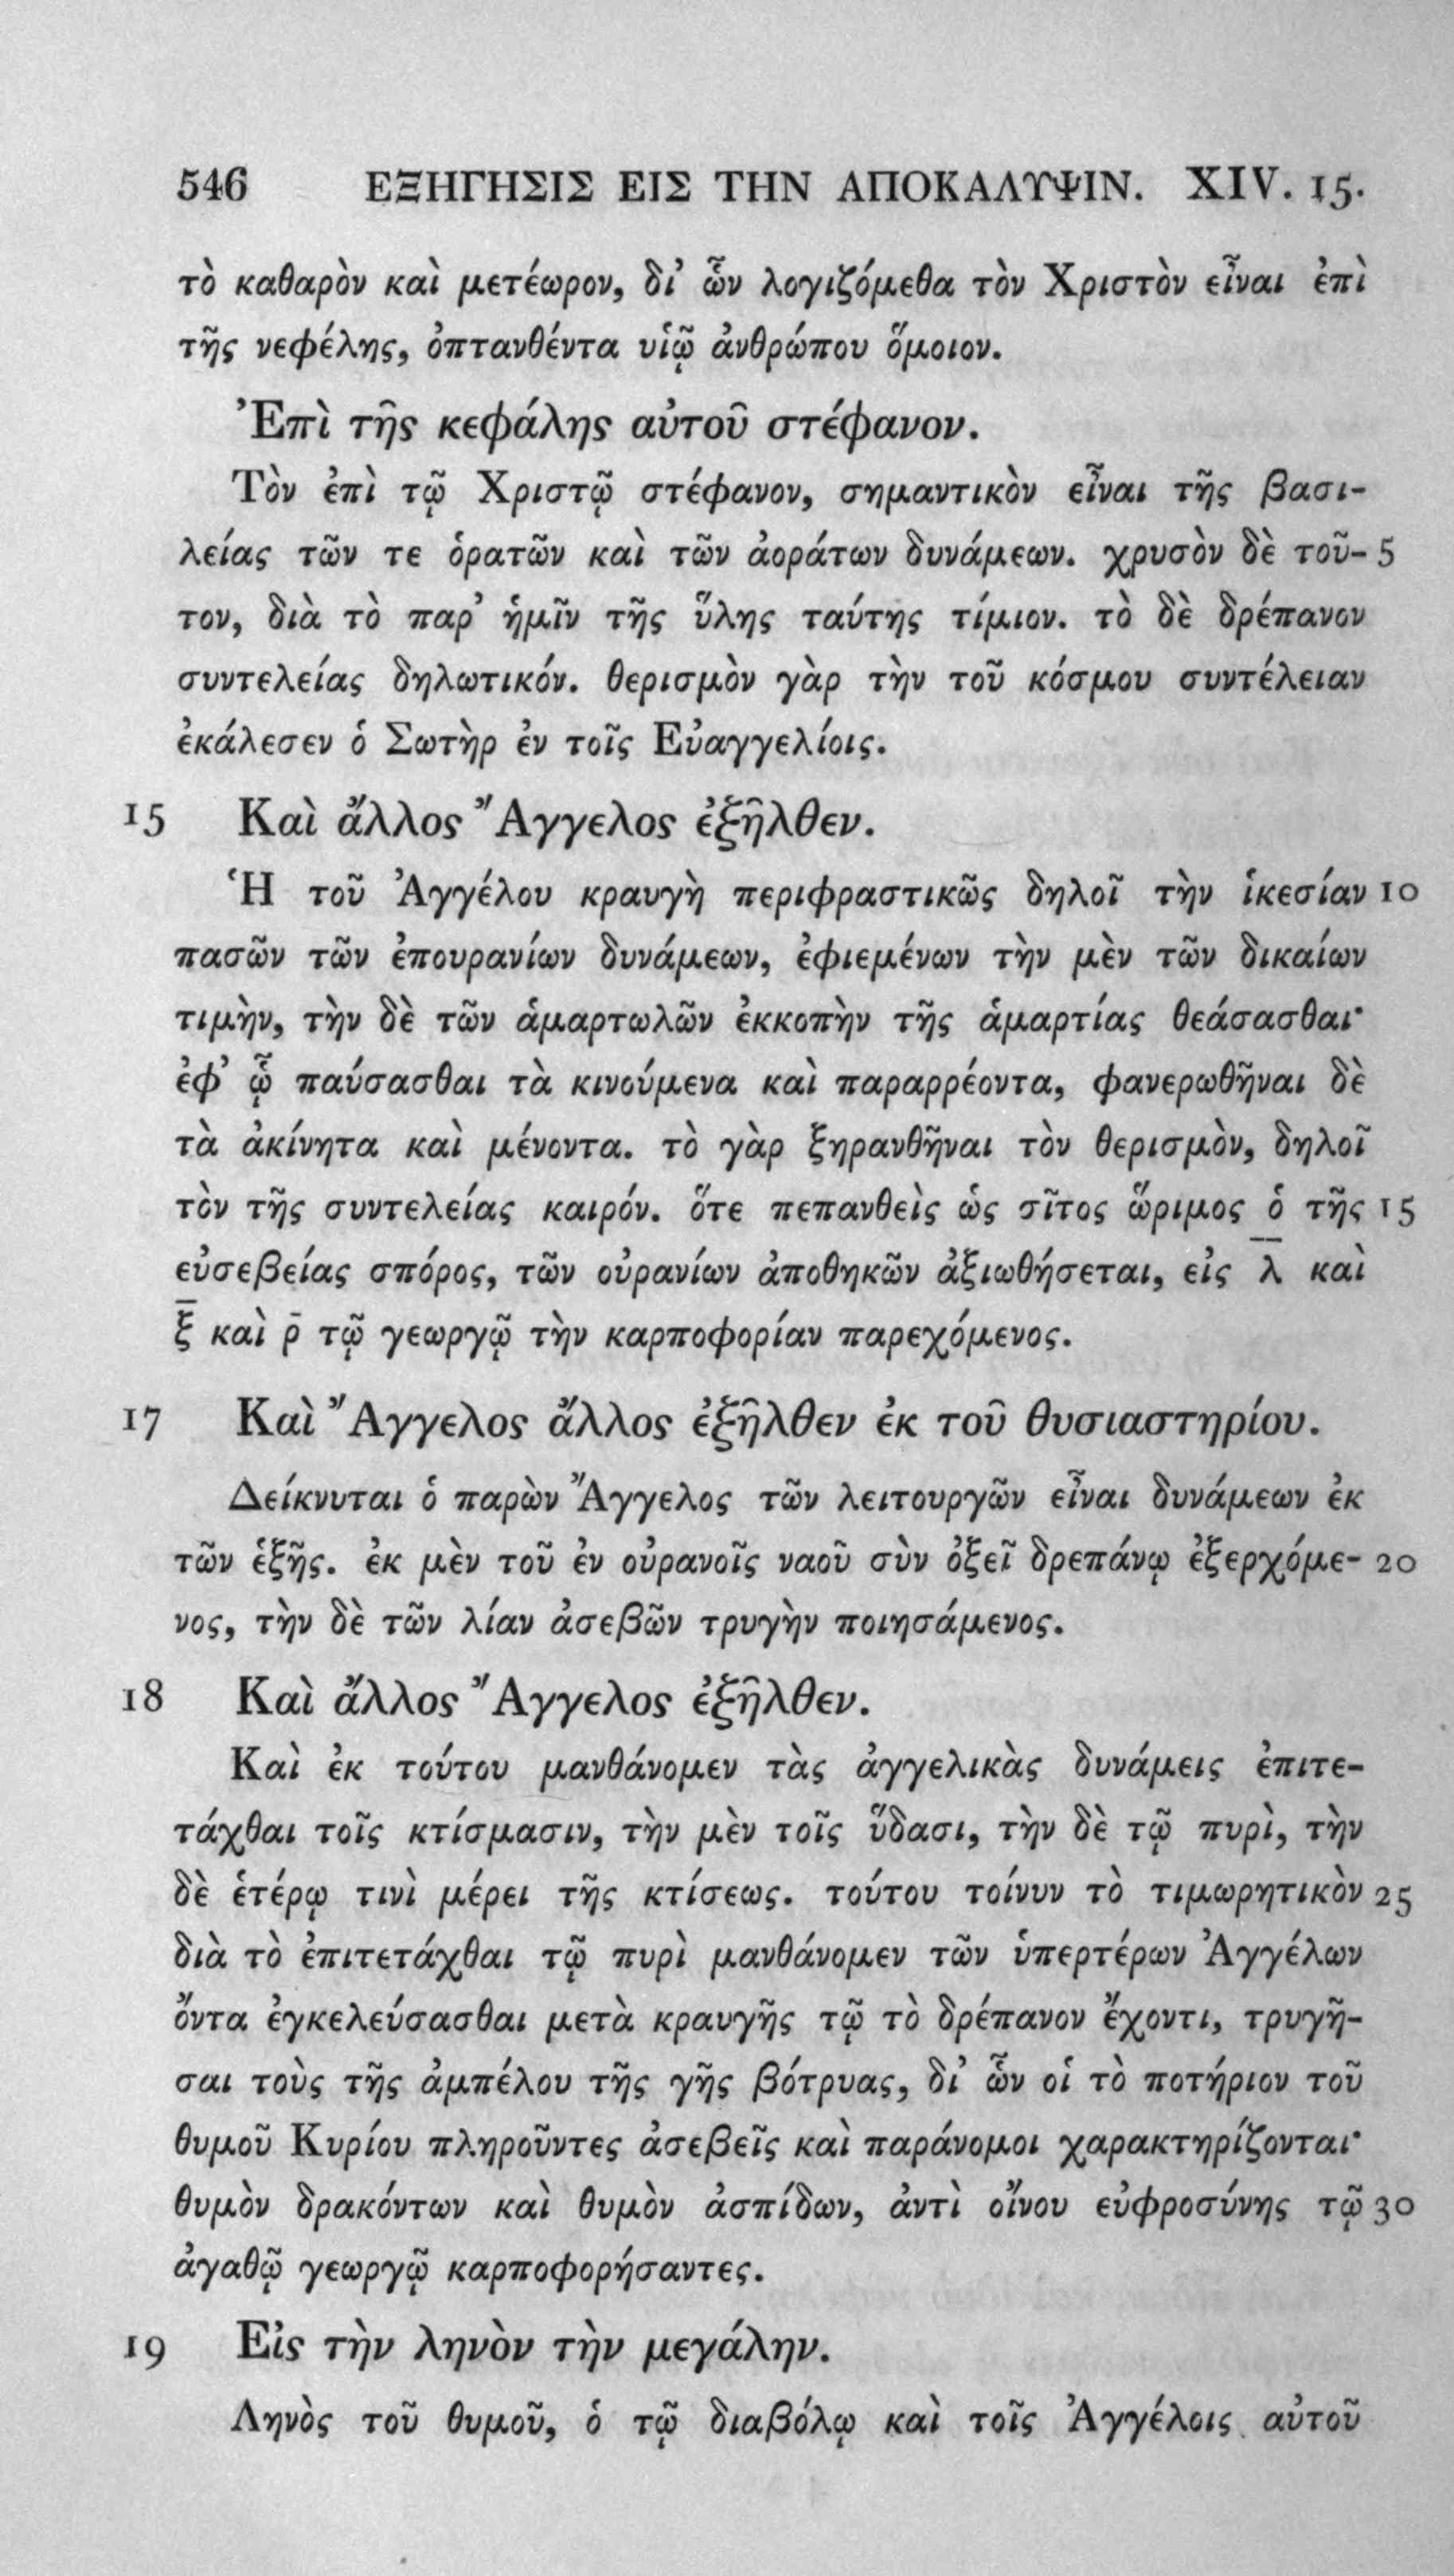 546 ΕΞΗΓΗΣΙΣ ΕΙΣ ΤΗΝ ΑΠΟΚΑΛΥΨΙΝ. XIV. 15.
τὸ καθαρὸν καὶ μετέωρον, δι’ ὧν λογιζόμεθα τὸν Χριστὸν εἶναι ἐπὶ
τῆς νεφέλης, ὀπτανθέντα υἱῷ ἀνθρώπου ὅμοιον.
Ἐπὶ τῆς κεφάλης αὐτοῦ στέφανον.
Τὸν ἐπὶ τῷ Χριστῷ στέφανον, σημαντικὸν εἶναι τῆς βασι-
λείας τῶν τε ὁρατῶν καὶ τῶν ἀοράτων δυνάμεων. χρυσὸν δὲ τοῦ- 5
τον, διὰ τὸ παρ’ ἡμῖν τῆς ὕλης ταύτης τίμιον. τὸ δὲ δρέπανον
συντελείας δηλωτικόν. θερισμὸν γὰρ τὴν τοῦ κόσμου συντέλειαν
ἐκάλεσεν ὁ Σωτὴρ ἐν τοῖς Εὐαγγελίοις.
15 Καὶ ἄλλος Ἄγγελος ἐξῆλθεν.
Ἡ τοῦ Ἀγγέλου κραυγὴ περιφραστικῶς δηλοῖ τὴν ἱκεσίαν 10
πασῶν τῶν ἐπουρανίων δυνάμεων, ἐφιεμένων τὴν μὲν τῶν δικαίων
τιμὴν, τὴν δὲ τῶν ἁμαρτωλῶν ἐκκοπὴν τῆς ἁμαρτίας θεάσασθαι·
ἐφ’ ᾧ παύσασθαι τὰ κινούμενα καὶ παραρρέοντα, φανερωθῆναι δὲ
τὰ ἀκίνητα καὶ μένοντα. τὸ γὰρ ξηρανθῆναι τὸν θερισμὸν, δηλοῖ
τὸν τῆς συντελείας καιρόν. ὅτε πεπανθεὶς ὡς σῖτος ὥριμος ὁ τῆς 15
εὐσεβείας σπόρος, τῶν οὐρανίων ἀποθηκῶν ἀξιωθήσεται, εἰς λ̅ καὶ
ξ̅ καὶ ρ̅ τῷ γεωργῷ τὴν καρποφορίαν παρεχόμενος.
17 Καὶ Ἄγγελος ἄλλος ἐξῆλθεν ἐκ τοῦ θυσιαστηρίου.
Δείκνυται ὁ παρὼν Ἄγγελος τῶν λειτουργῶν εἶναι δυνάμεων ἐκ
τῶν ἑξῆς. ἐκ μὲν τοῦ ἐν οὐρανοῖς ναοῦ σὺν ὀξεῖ δρεπάνῳ ἐξερχόμε- 20
νος, τὴν δὲ τῶν λίαν ἀσεβῶν τρυγὴν ποιησάμενος.
18 Καὶ ἄλλος Ἄγγελος ἐξῆλθεν.
Καὶ ἐκ τούτου μανθάνομεν τὰς ἀγγελικὰς δυνάμεις ἐπιτε-
τάχθαι τοῖς κτίσμασιν, τὴν μὲν τοῖς ὕδασι, τὴν δὲ τῷ πυρὶ, τὴν
δὲ ἑτέρῳ τινὶ μέρει τῆς κτίσεως. τούτου τοίνυν τὸ τιμωρητικὸν 25
διὰ τὸ ἐπιτετάχθαι τῷ πυρὶ μανθάνομεν τῶν ὑπερτέρων Ἀγγέλων
ὄντα ἐγκελεύσασθαι μετὰ κραυγῆς τῷ τὸ δρέπανον ἔχοντι, τρυγῆ-
σαι τοὺς τῆς ἀμπέλου τῆς γῆς βότρυας, δι’ ὧν οἱ τὸ ποτήριον τοῦ
θυμοῦ Κυρίου πληροῦντες ἀσεβεῖς καὶ παράνομοι χαρακτηρίζονται·
θυμὸν δρακόντων καὶ θυμὸν ἀσπίδων, ἀντὶ οἴνου εὐφροσύνης τῷ 30
ἀγαθῷ γεωργῷ καρποφορήσαντες.
19 Εἰς τὴν ληνὸν τὴν μεγάλην.
Ληνὸς τοῦ θυμοῦ, ὁ τῷ διαβόλῳ καὶ τοῖς Ἀγγέλοις αὐτοῦ